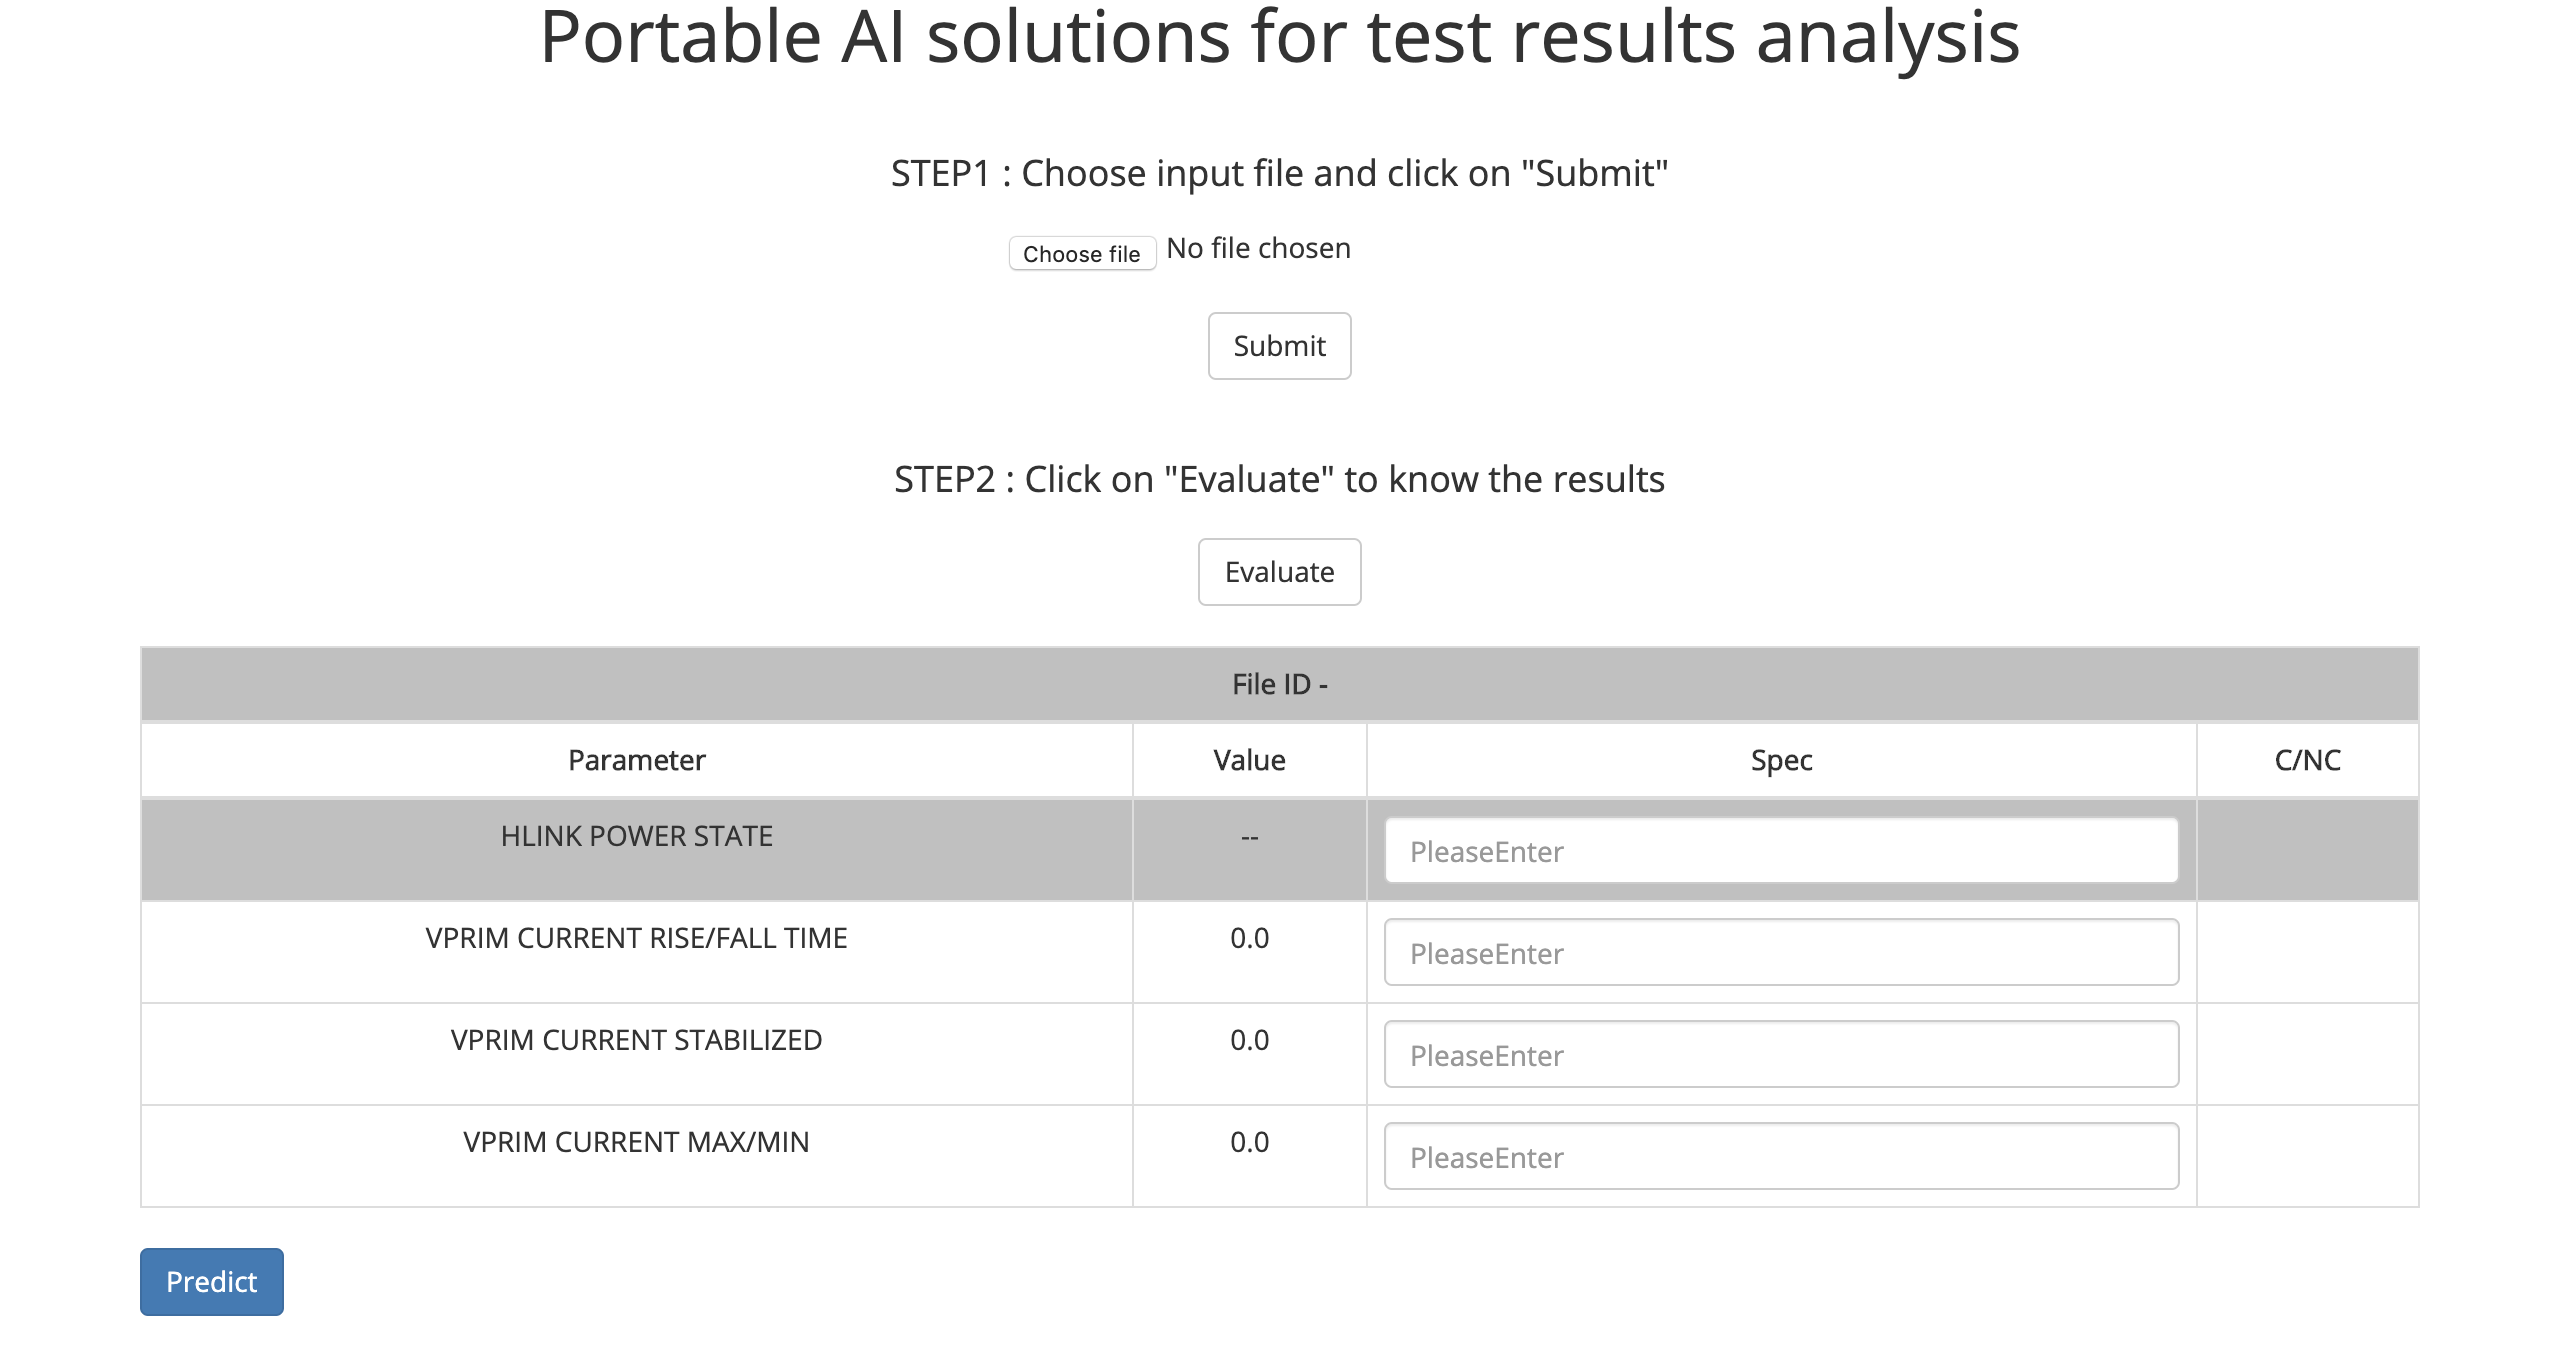 Portable AI solutions for test results analysis
STEP1 : Choose input file and click on "Submit"
Choose file No file chosen
Submit
STEP2 : Click on "Evaluate" to know the results
Evaluate
File ID -
Parameter Value Spec C/NC
HLINK POWER STATE -- PleaseEnter
VPRIM CURRENT RISE/FALL TIME 0.0 PleaseEnter
VPRIM CURRENT STABILIZED 0.0 PleaseEnter
VPRIM CURRENT MAX/MIN 0.0 PleaseEnter
Predict